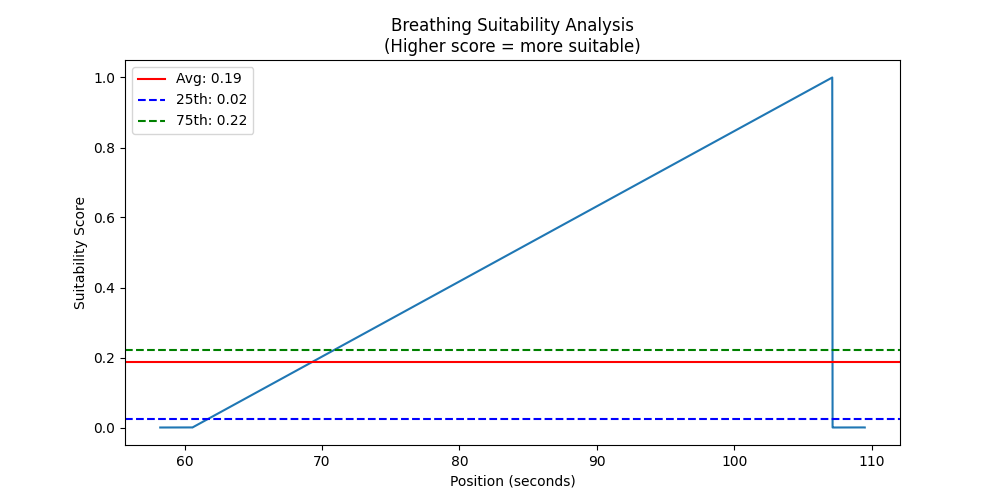 Breathing Suitability Analysis
(Higher score = more suitable)
Avg: 0.19
25th: 0.02
75th: 0.22
1.0
0.8
0.6
0.4
0.2
0.0
Suitability Score
60
70
80
90
100
110
Position (seconds)